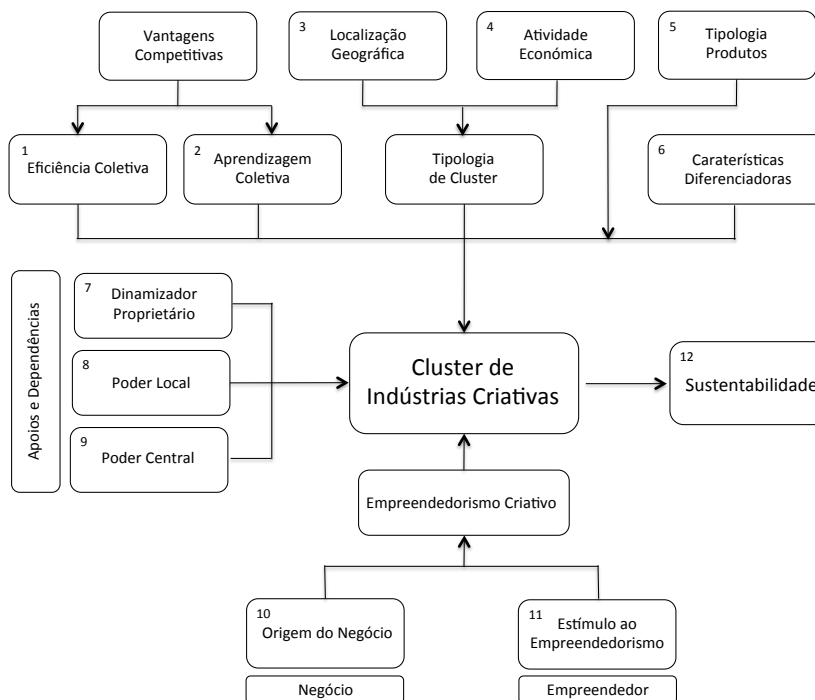 Vantagens
Competitivas
3
Localização
Geográfica
4
Atividade
Económica
5
Tipologia
Produtos
1
Eficiência Coletiva
2
Aprendizagem
Coletiva
Tipologia
de Cluster
6
Caraterísticas
Diferenciadoras
Apoios e Dependências
7
Dinamizador
Proprietário
8
Poder Local
9
Poder Central
Cluster de
Indústrias Criativas
12
Sustentabilidade
Empreendedorismo Criativo
10
Origem do Negócio
11
Estímulo ao
Empreendedorismo
Negócio
Empreendedor